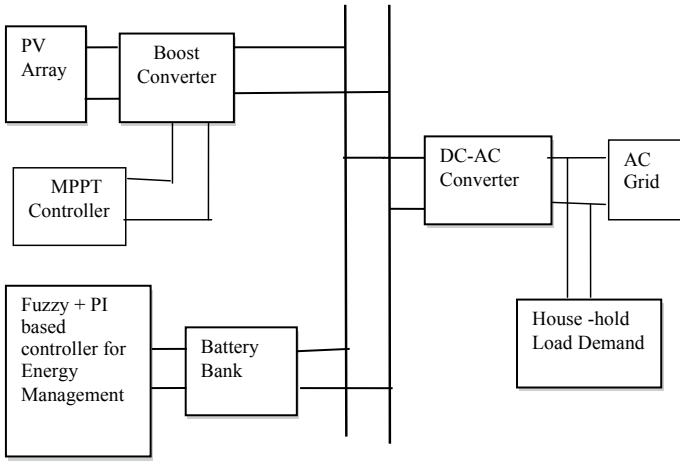 PV
Array
Boost
Converter
MPPT
Controller
DC-AC
Converter
AC
Grid
House -hold
Load Demand
Fuzzy + PI
based
controller for
Energy
Management
Battery
Bank